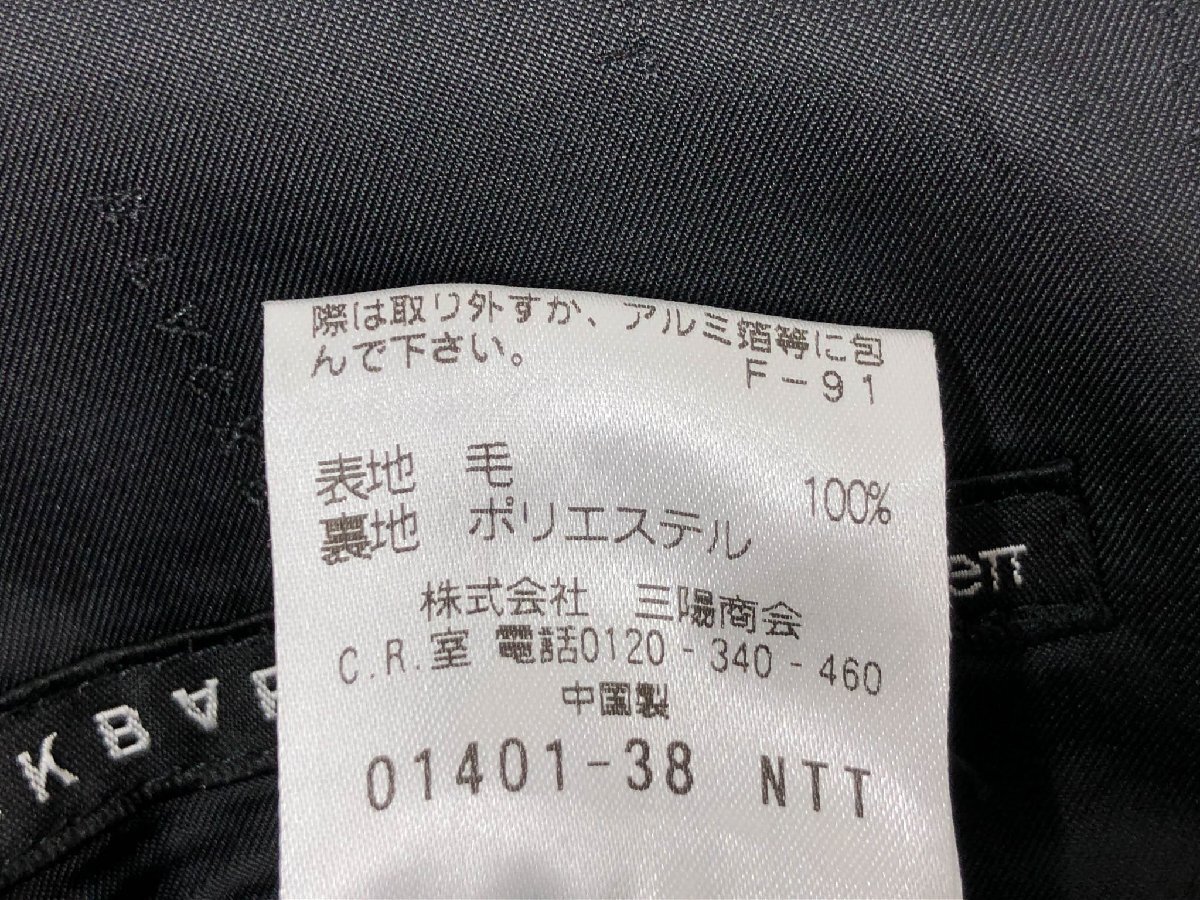 際は取り外すか、アルミ箔等に包
んで下さい。
F-91
表地 毛 100%
裏地 ポリエステル
株式会社 三陽商会
C.R.室 電話0120-340-460
中国製
01401-38 NTT